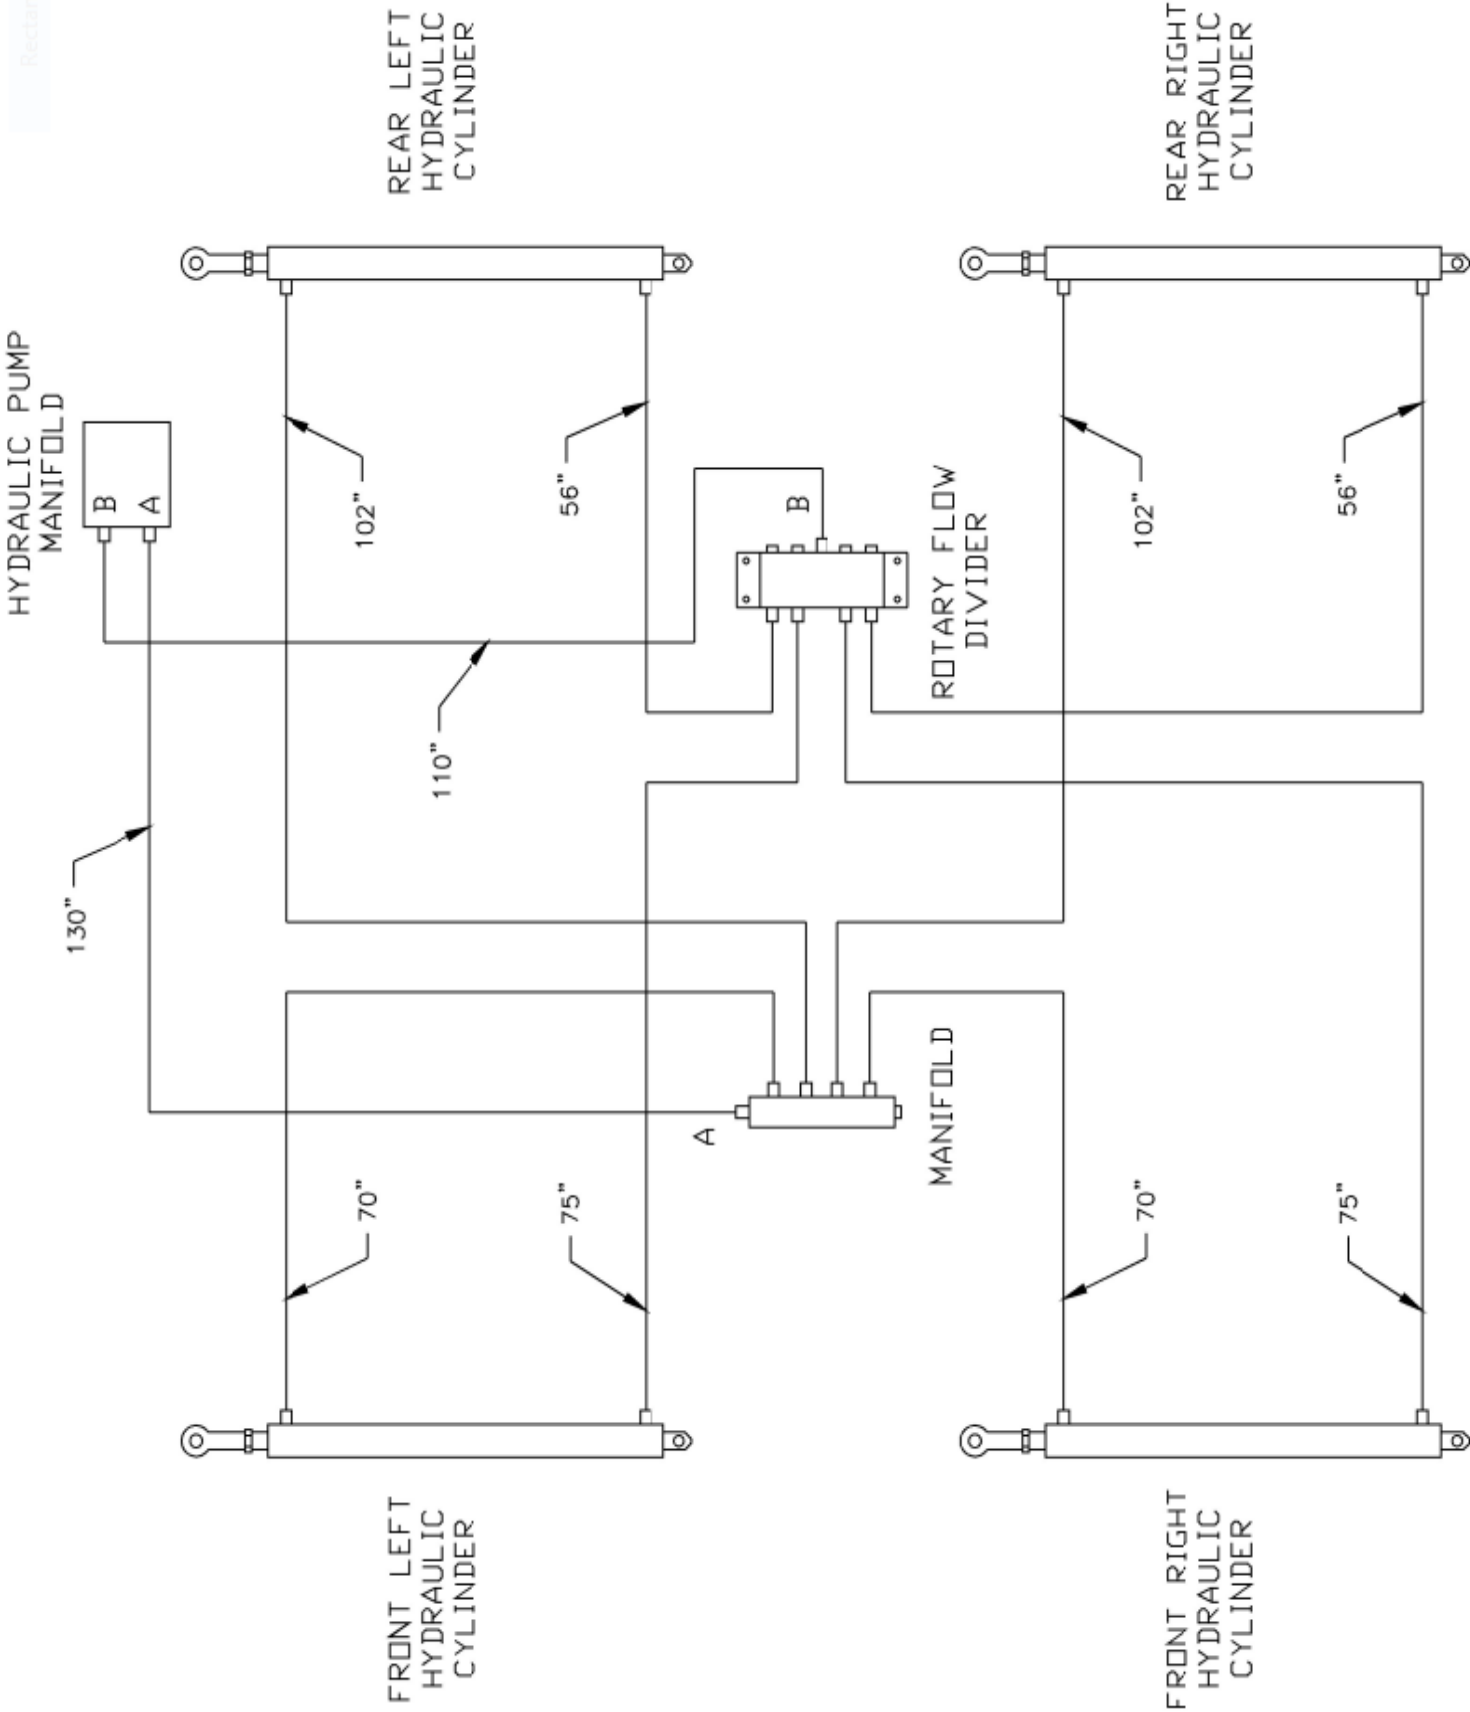 HYDRAULIC PUMP
MANIFOLD
B
A
130"
110"
REAR LEFT
HYDRAULIC
CYLINDER
102"
56"
FRONT LEFT
HYDRAULIC
CYLINDER
70"
75"
A
MANIFOLD
B
ROTARY FLOW
DIVIDER
REAR RIGHT
HYDRAULIC
CYLINDER
102"
56"
FRONT RIGHT
HYDRAULIC
CYLINDER
70"
75"
Rectan